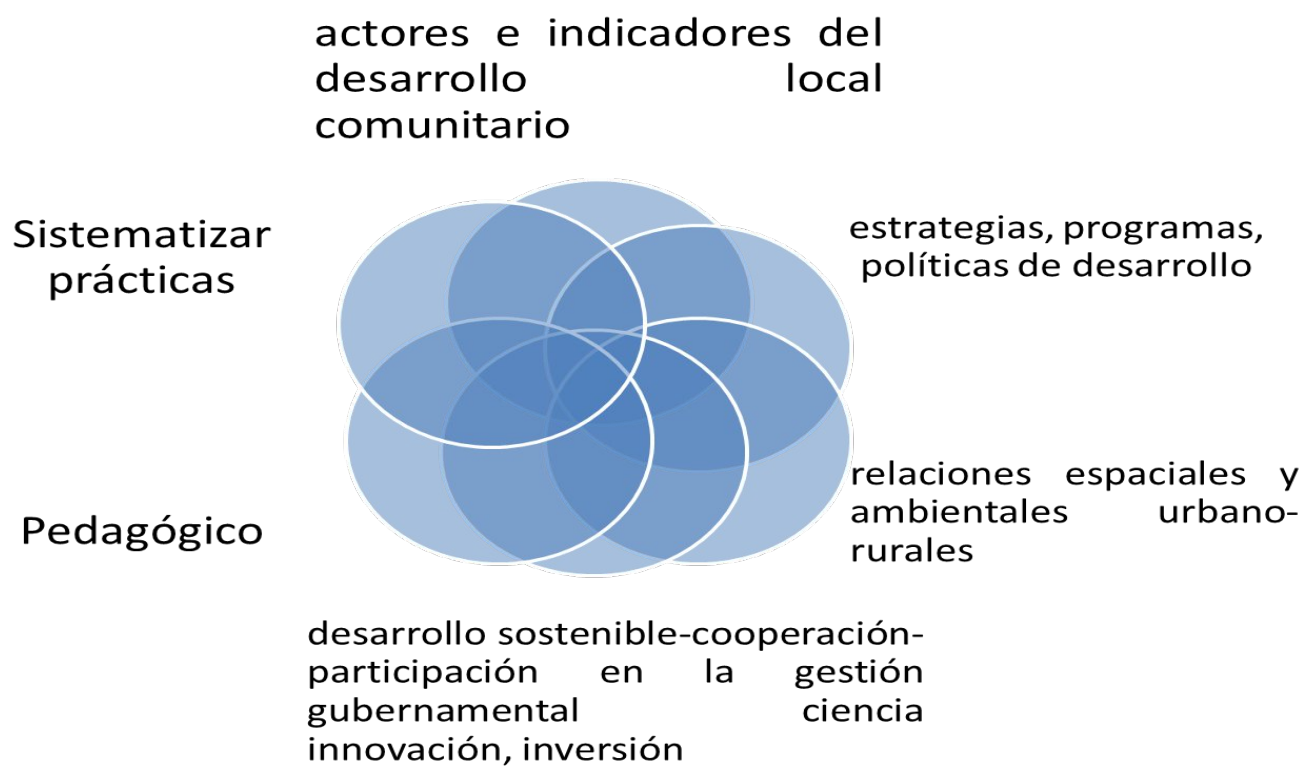 actores e indicadores del
desarrollo local
comunitario
Sistematizar
prácticas
estrategias, programas,
políticas de desarrollo
relaciones espaciales y
ambientales urbano-
rurales
Pedagógico
desarrollo sostenible-cooperación-
participación en la gestión
gubernamental ciencia
innovación, inversión